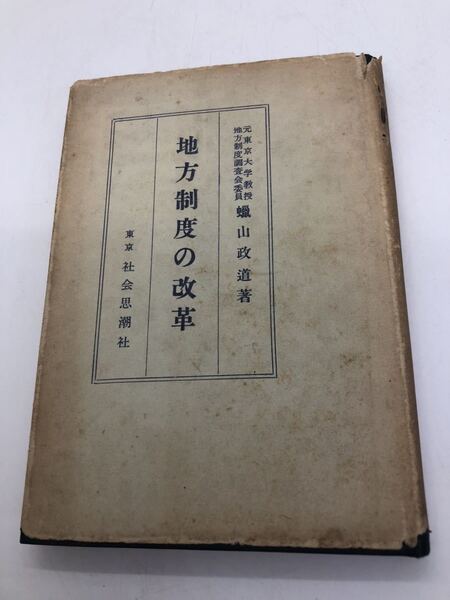 元東京大学教授
地方制度調査会委員
蠟山政道著
地方制度の改革
東京 社会思潮社